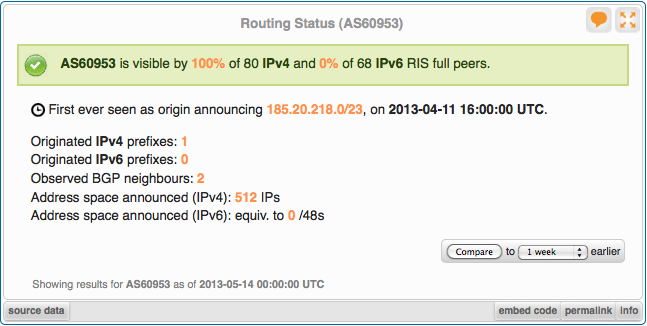 Routing Status (AS60953)
AS60953 is visible by 100% of 80 IPv4 and 0% of 68 IPv6 RIS full peers.
First ever seen as origin announcing 185.20.218.0/23, on 2013-04-11 16:00:00 UTC.
Originated IPv4 prefixes: 1
Originated IPv6 prefixes: 0
Observed BGP neighbours: 2
Address space announced (IPv4): 512 IPs
Address space announced (IPv6): equiv. to 0 /48s
Compare to 1 week earlier
Showing results for AS60953 as of 2013-05-14 00:00:00 UTC
source data embed code permalink info